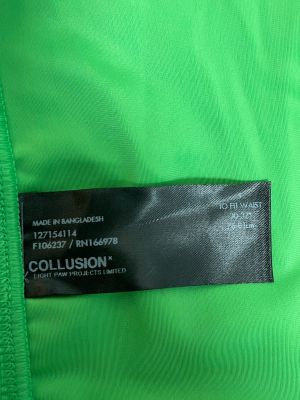 MADE IN BANGLADESH
127154114
F106237 / RN166978
COLLUSION*
EIGHT PAW PROJECTS LIMITED
TO FIT WAIST